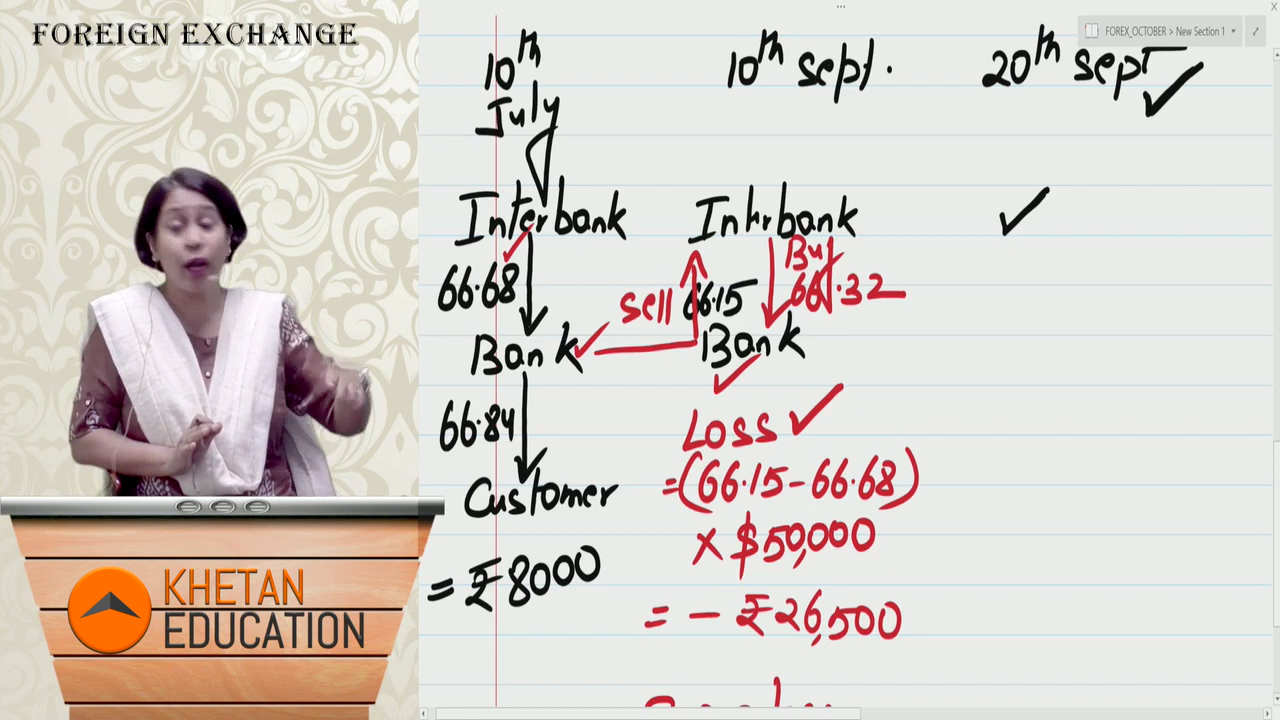 FOREIGN EXCHANGE
FOREX_OCTOBER > New Section 1
10th July
10th sept.
20th sept
Interbank
Intrbank
66.68
sell
66.15
Buy
66.32
Bank
Bank
66.84
Loss
Customer
=(66.15-66.68)
× $50,000
= ₹8000
= - ₹26,500
KHETAN
EDUCATION